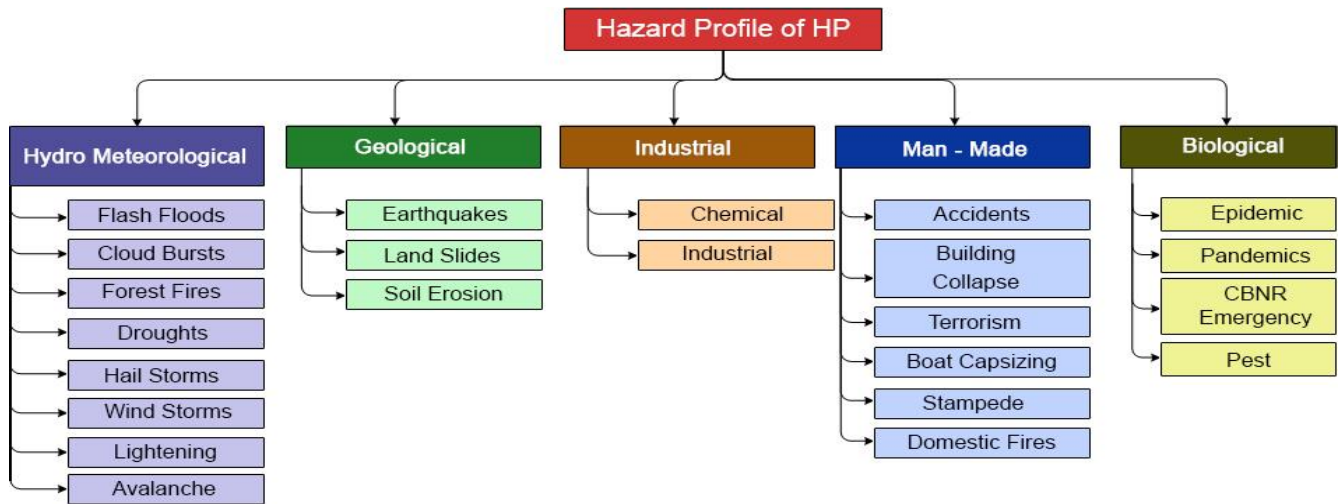 Hazard Profile of HP
Hydro Meteorological
Flash Floods
Cloud Bursts
Forest Fires
Droughts
Hail Storms
Wind Storms
Lightening
Avalanche
Geological
Earthquakes
Land Slides
Soil Erosion
Industrial
Chemical
Industrial
Man - Made
Accidents
Building
Collapse
Terrorism
Boat Capsizing
Stampede
Domestic Fires
Biological
Epidemic
Pandemics
CBNR
Emergency
Pest